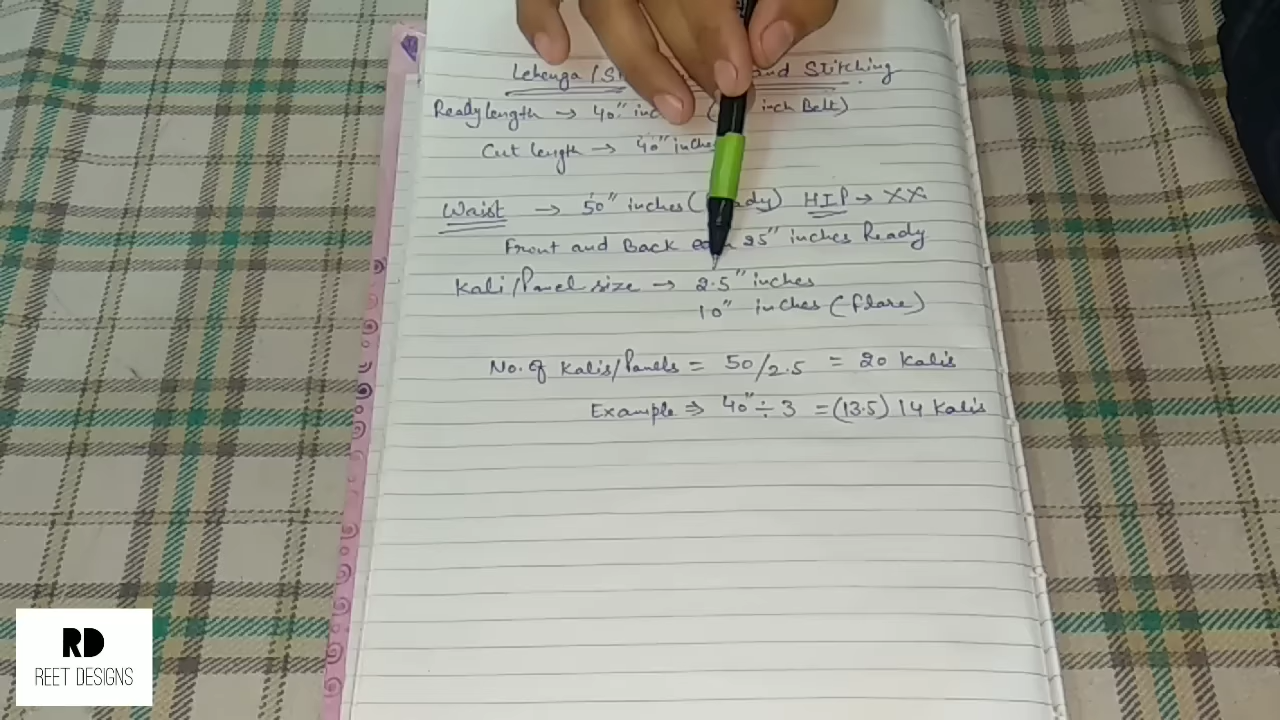 Lehenga / and Stitching
Ready length → 40" inch Belt)
Cut length → 40" inches
Waist → 50" inches ( HIP → XX
Front and Back 25" inches Ready
Kali/Panel size → 2.5" inches
10" inches (flare)
No. of Kalis/Panels = 50/2.5 = 20 Kalis
Example ⇒ 40" ÷ 3 = (13.5) 14 Kalis
RD
REET DESIGNS